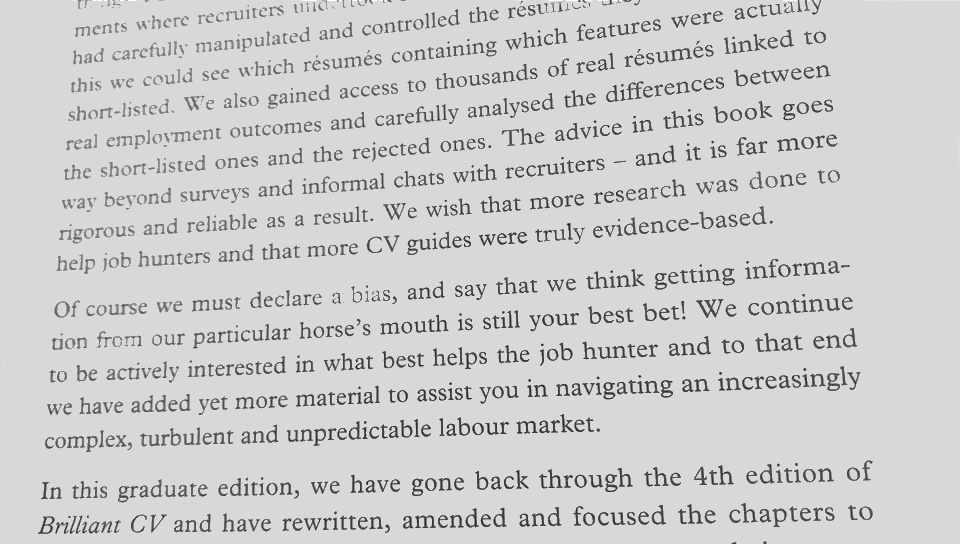 ments where recruiters
had carefully manipulated and controlled the résumés
this we could see which résumés containing which features were actually
short-listed. We also gained access to thousands of real résumés linked to
real employment outcomes and carefully analysed the differences between
the short-listed ones and the rejected ones. The advice in this book goes
way beyond surveys and informal chats with recruiters – and it is far more
rigorous and reliable as a result. We wish that more research was done to
help job hunters and that more CV guides were truly evidence-based.
Of course we must declare a bias, and say that we think getting informa-
tion from our particular horse's mouth is still your best bet! We continue
to be actively interested in what best helps the job hunter and to that end
we have added yet more material to assist you in navigating an increasingly
complex, turbulent and unpredictable labour market.
In this graduate edition, we have gone back through the 4th edition of
Brilliant CV and have rewritten, amended and focused the chapters to